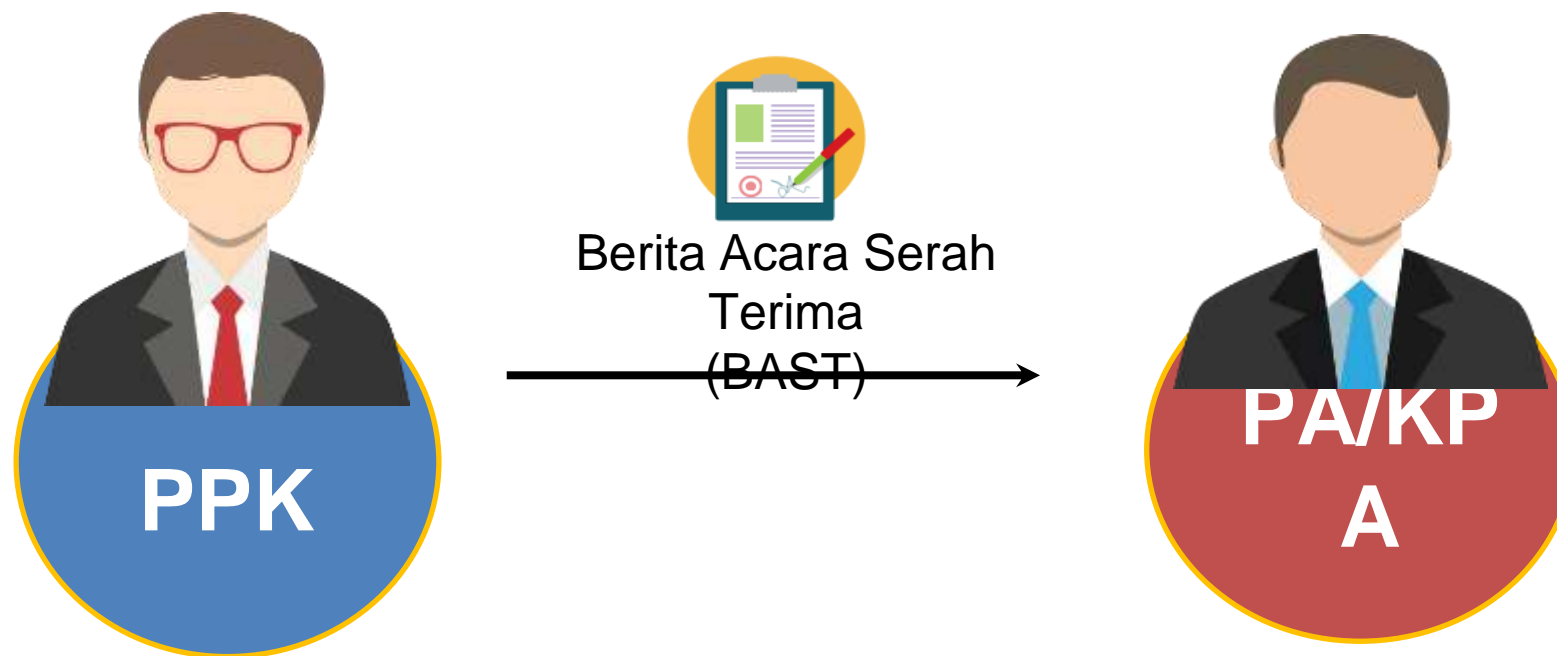 Berita Acara Serah
Terima
(BAST)
PPK
PA/KP
A